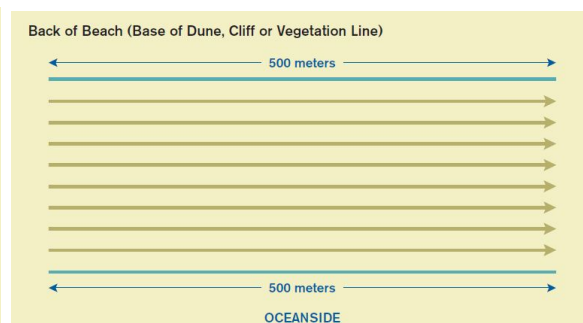 Back of Beach (Base of Dune, Cliff or Vegetation Line)
500 meters
500 meters
OCEANSIDE